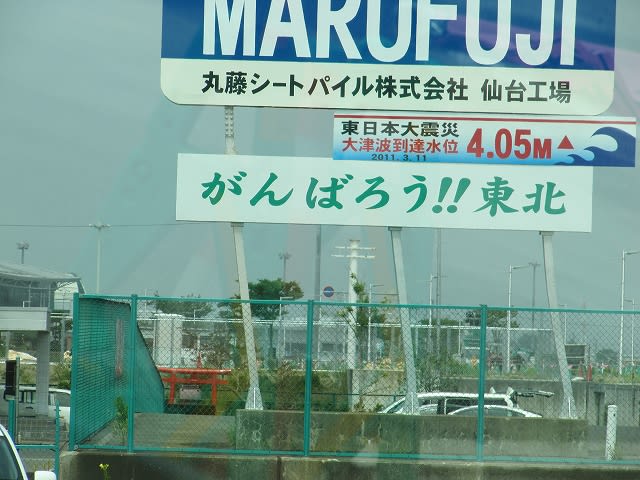 MARUFUJI
丸藤シートパイル株式会社 仙台工場
東日本大震災
大津波到達水位 4.05M▲
2011.3.11
がんばろう!!東北